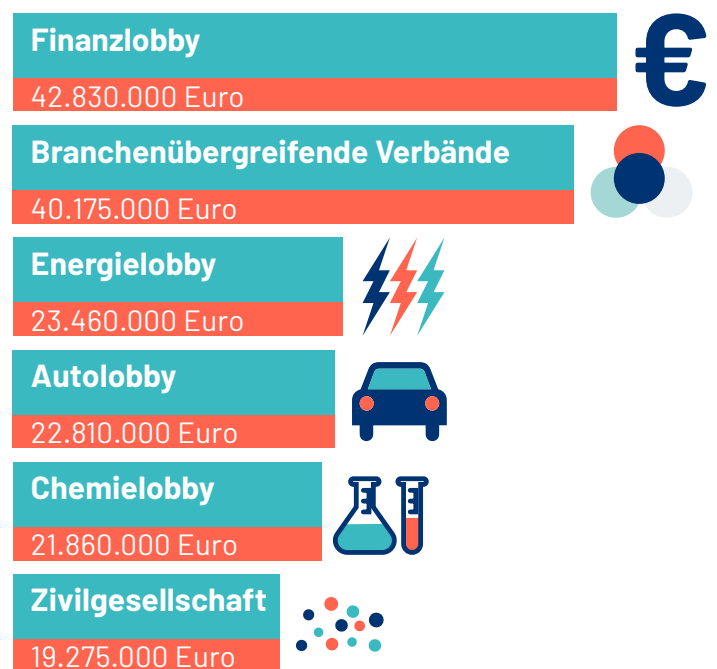 Finanzlobby
42.830.000 Euro
€
Branchenübergreifende Verbände
40.175.000 Euro
Energielobby
23.460.000 Euro
Autolobby
22.810.000 Euro
Chemielobby
21.860.000 Euro
Zivilgesellschaft
19.275.000 Euro